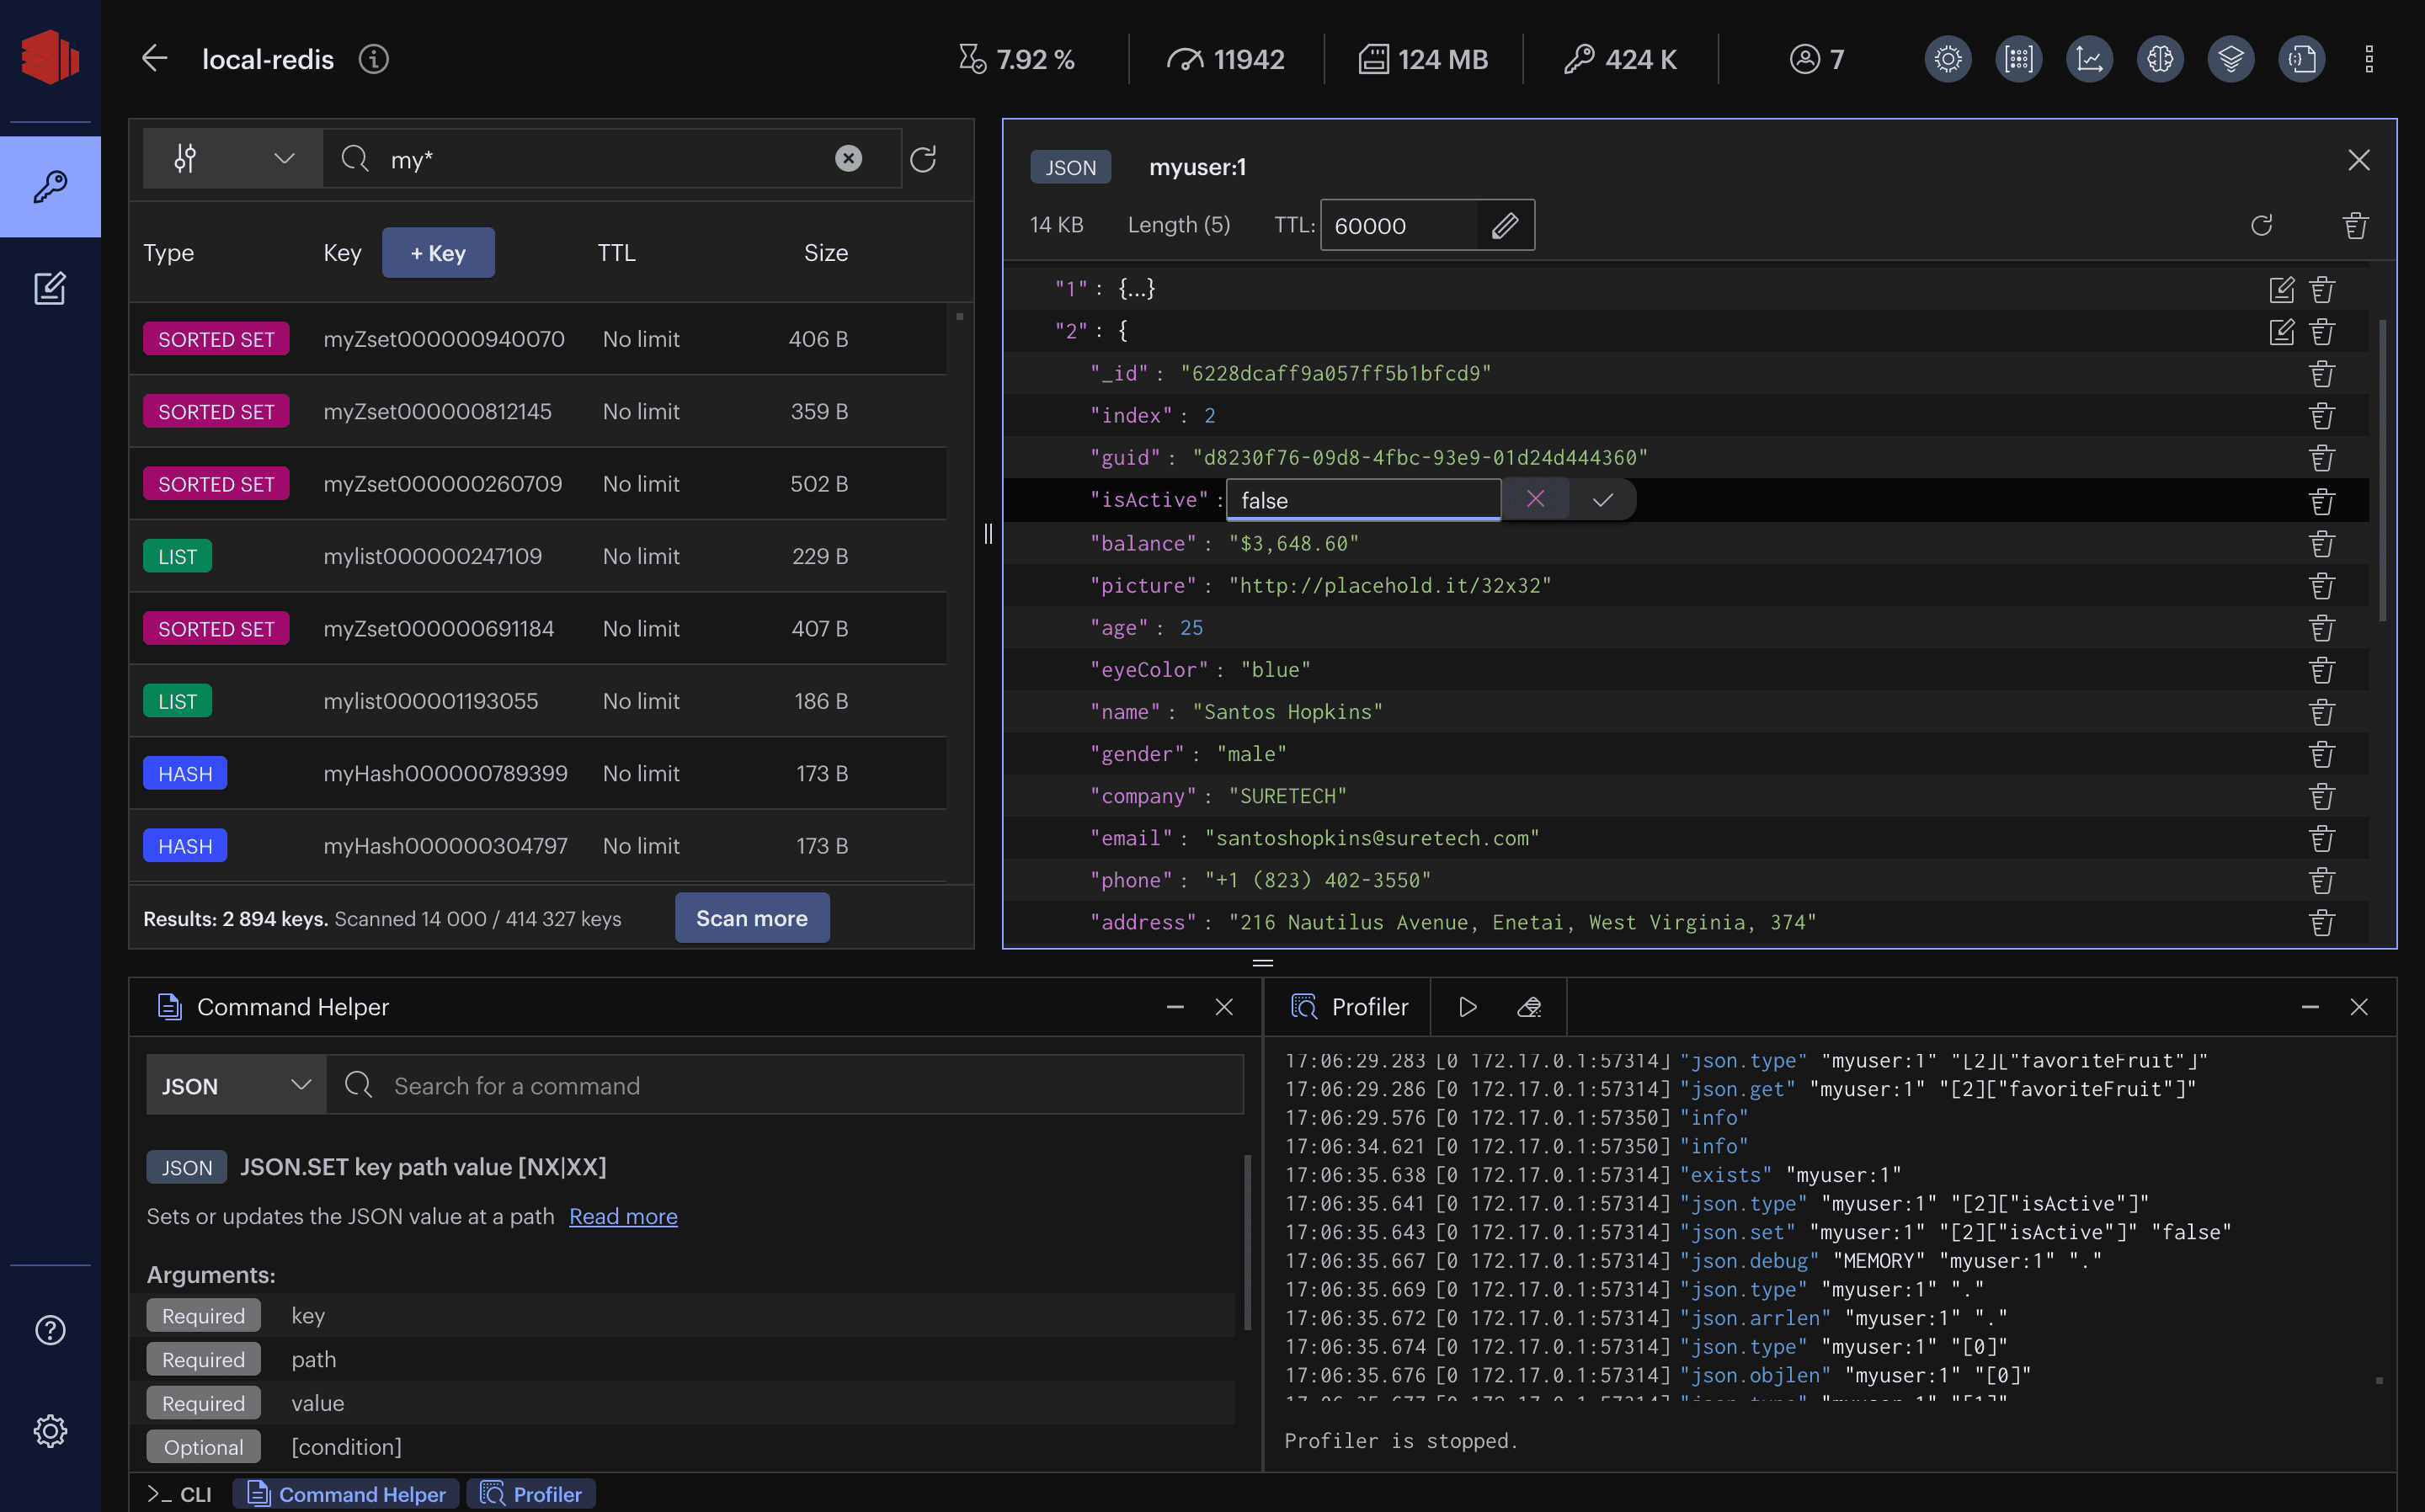 local-redis
7.92 %
11942
124 MB
424 K
7
my*
Type Key + Key TTL Size
SORTED SET myZset000000940070 No limit 406 B
SORTED SET myZset000000812145 No limit 359 B
SORTED SET myZset000000260709 No limit 502 B
LIST mylist000000247109 No limit 229 B
SORTED SET myZset000000691184 No limit 407 B
LIST mylist000001193055 No limit 186 B
HASH myHash000000789399 No limit 173 B
HASH myHash000000304797 No limit 173 B
Results: 2 894 keys. Scanned 14 000 / 414 327 keys Scan more
JSON myuser:1
14 KB Length (5) TTL: 60000
"1" : {...}
"2" : {
"_id" : "6228dcaff9a057ff5b1bfcd9"
"index" : 2
"guid" : "d8230f76-09d8-4fbc-93e9-01d24d444360"
"isActive" : false
"balance" : "$3,648.60"
"picture" : "http://placehold.it/32x32"
"age" : 25
"eyeColor" : "blue"
"name" : "Santos Hopkins"
"gender" : "male"
"company" : "SURETECH"
"email" : "santoshopkins@suretech.com"
"phone" : "+1 (823) 402-3550"
"address" : "216 Nautilus Avenue, Enetai, West Virginia, 374"
Command Helper
JSON Search for a command
JSON JSON.SET key path value [NX|XX]
Sets or updates the JSON value at a path Read more
Arguments:
Required key
Required path
Required value
Optional [condition]
Profiler
17:06:29.283 [0 172.17.0.1:57314] "json.type" "myuser:1" "[2]["favoriteFruit"]"
17:06:29.286 [0 172.17.0.1:57314] "json.get" "myuser:1" "[2]["favoriteFruit"]"
17:06:29.576 [0 172.17.0.1:57350] "info"
17:06:34.621 [0 172.17.0.1:57350] "info"
17:06:35.638 [0 172.17.0.1:57314] "exists" "myuser:1"
17:06:35.641 [0 172.17.0.1:57314] "json.type" "myuser:1" "[2]["isActive"]"
17:06:35.643 [0 172.17.0.1:57314] "json.set" "myuser:1" "[2]["isActive"]" "false"
17:06:35.667 [0 172.17.0.1:57314] "json.debug" "MEMORY" "myuser:1" "."
17:06:35.669 [0 172.17.0.1:57314] "json.type" "myuser:1" "."
17:06:35.672 [0 172.17.0.1:57314] "json.arrlen" "myuser:1" "."
17:06:35.674 [0 172.17.0.1:57314] "json.type" "myuser:1" "[0]"
17:06:35.676 [0 172.17.0.1:57314] "json.objlen" "myuser:1" "[0]"
Profiler is stopped.
>_ CLI Command Helper Profiler